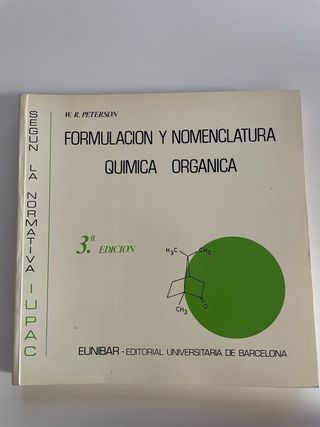 W. R. PETERSON
FORMULACION Y NOMENCLATURA
QUIMICA ORGANICA
3.ª EDICION
H₃C CH₃
O
CH₃
EUNIBAR - EDITORIAL UNIVERSITARIA DE BARCELONA
SEGUN LA NORMATIVA IUPAC